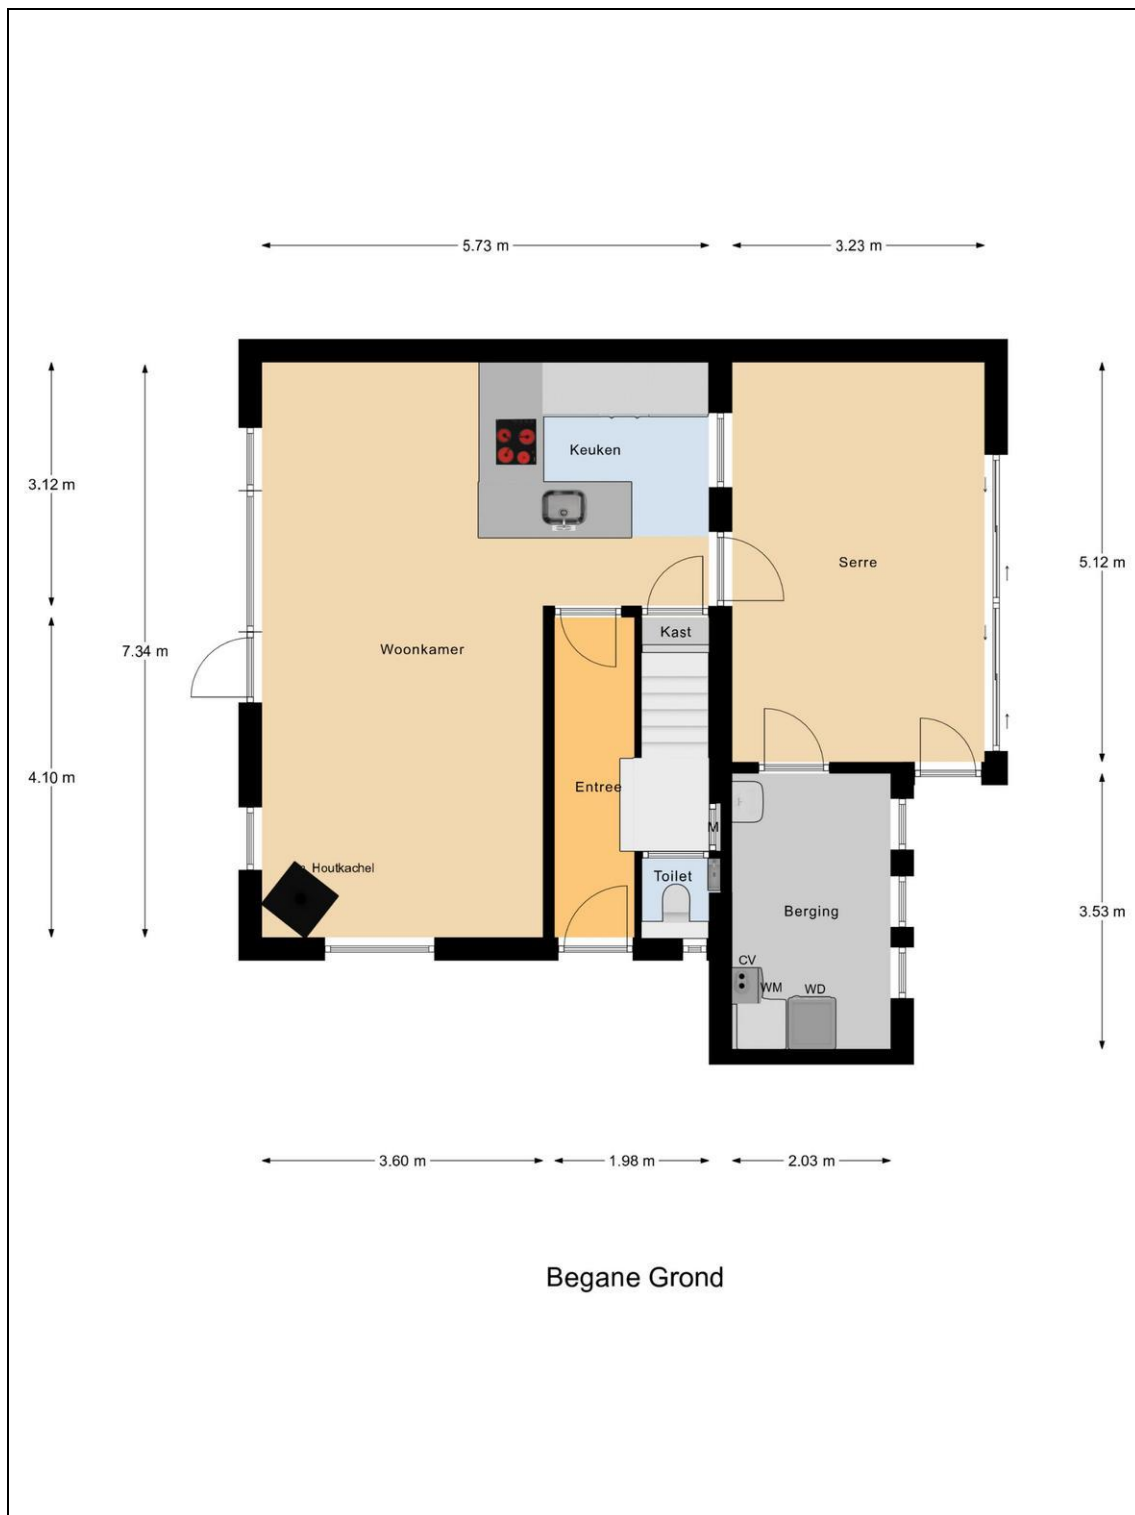 5.73 m
3.23 m
Keuken
3.12 m
Serre
5.12 m
Kast
Woonkamer
7.34 m
4.10 m
Entree
M
Houtkachel
Toilet
Berging
3.53 m
CV
WM
WD
3.60 m
1.98 m
2.03 m
Begane Grond